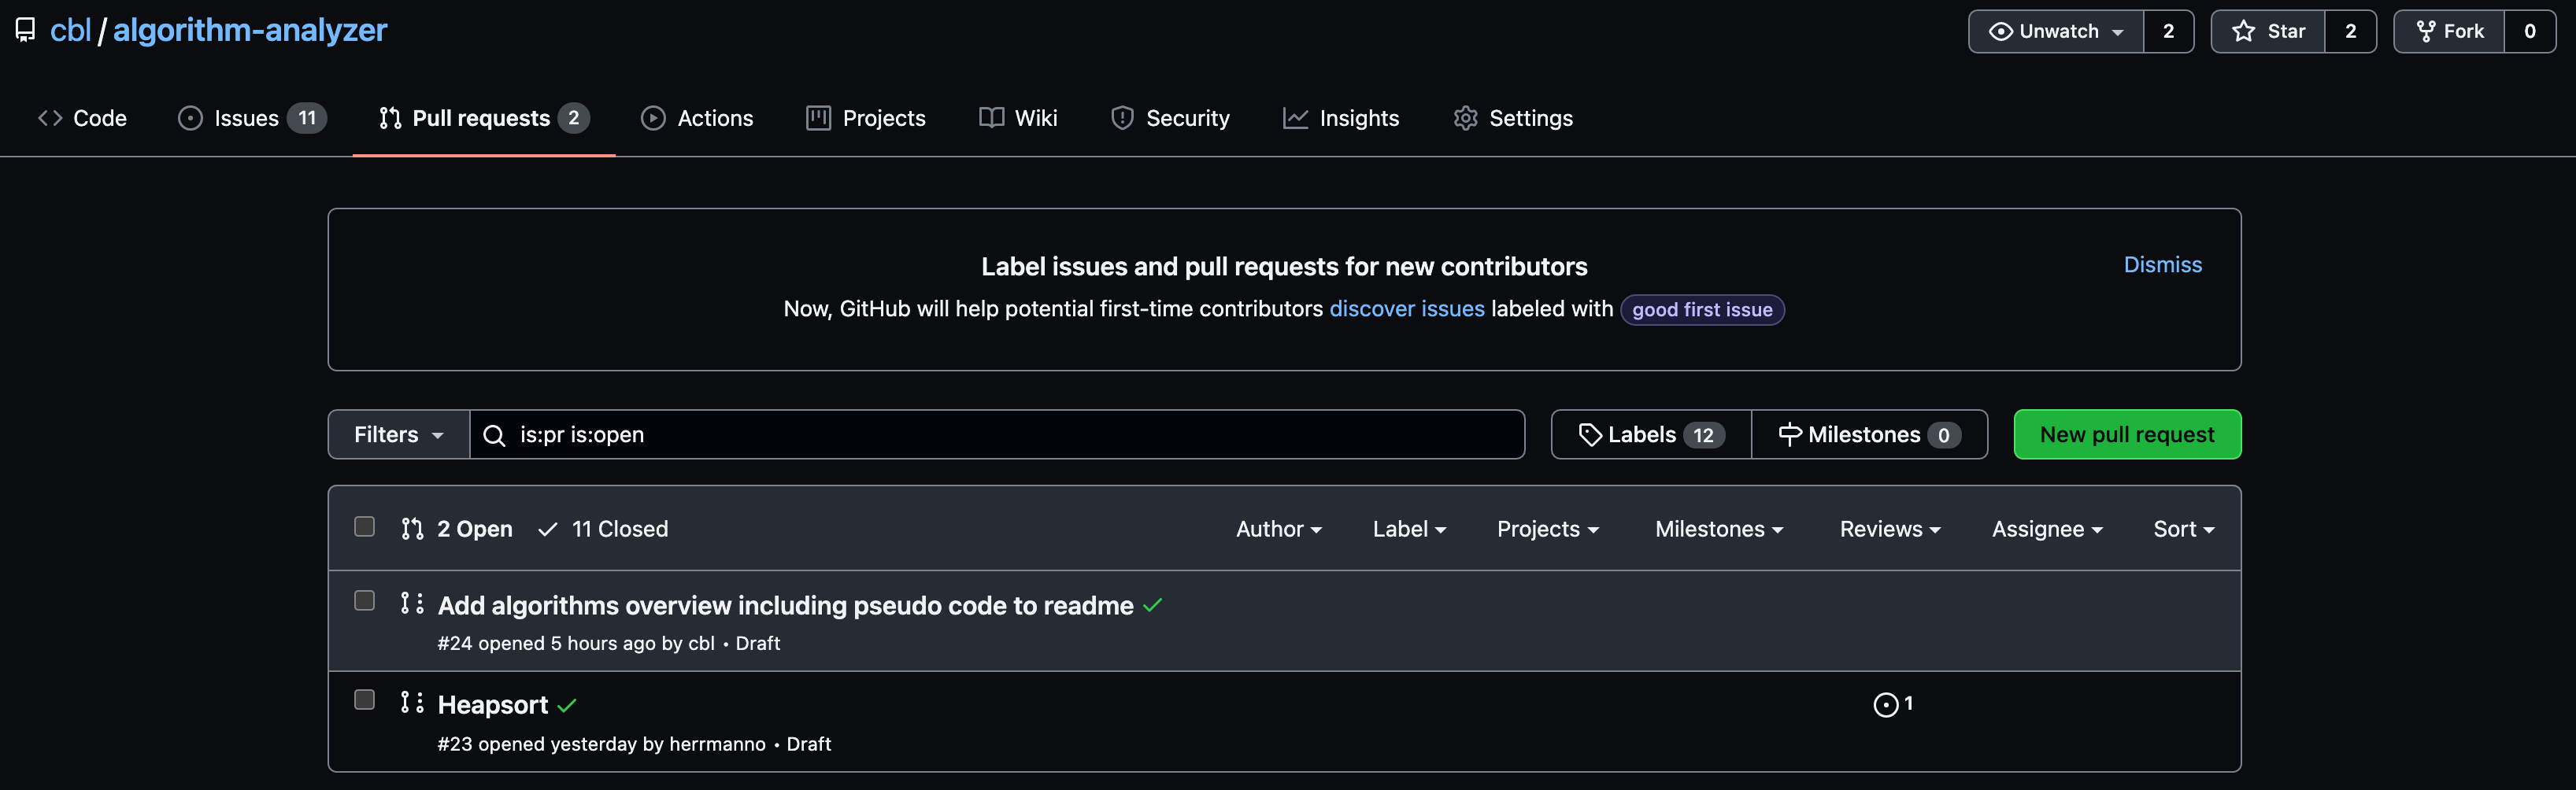 cbl / algorithm-analyzer
Unwatch 2 Star 2 Fork 0
Code Issues 11 Pull requests 2 Actions Projects Wiki Security Insights Settings
Label issues and pull requests for new contributors
Dismiss
Now, GitHub will help potential first-time contributors discover issues labeled with good first issue
Filters is:pr is:open Labels 12 Milestones 0 New pull request
2 Open 11 Closed Author Label Projects Milestones Reviews Assignee Sort
Add algorithms overview including pseudo code to readme
#24 opened 5 hours ago by cbl • Draft
Heapsort 1
#23 opened yesterday by herrmanno • Draft